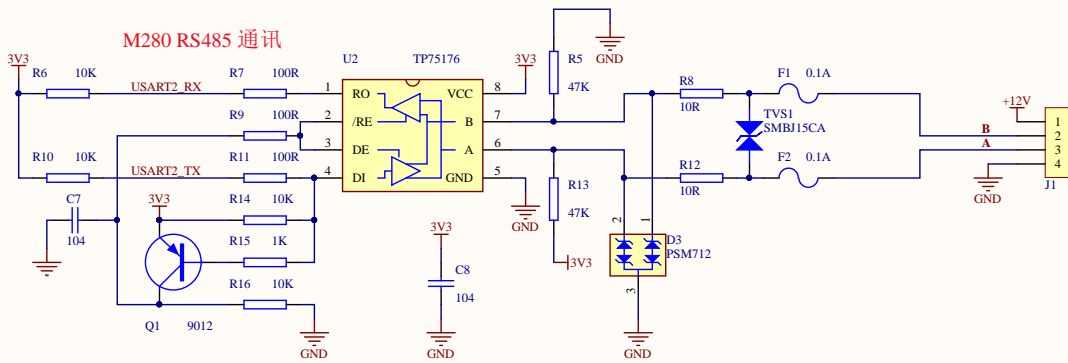 M280 RS485 通讯
3V3
R6 10K
USART2_RX
R7 100R
R9 100R
R10 10K
USART2_TX
R11 100R
C7
104
3V3
R14 10K
R15 1K
R16 10K
Q1 9012
GND
U2 TP75176
1 RO VCC 8
2 /RE B 7
3 DE A 6
4 DI GND 5
3V3
GND
3V3
C8
104
GND
GND
R5
47K
R13
47K
3V3
R8
10R
R12
10R
F1 0.1A
TVS1
SMBJ15CA
F2 0.1A
2 1
D3
PSM712
3
GND
+12V
B
A
1
2
3
4
J1
GND